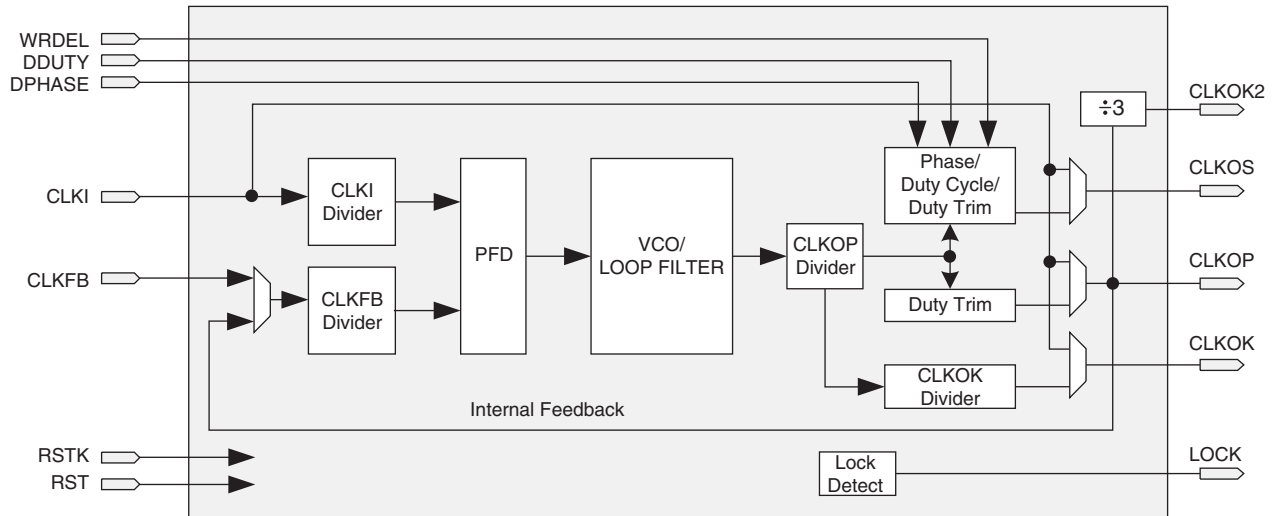 WRDEL
DDUTY
DPHASE
CLKOK2
÷3
Phase/
Duty Cycle/
Duty Trim
CLKI
Divider
CLKI
CLKOS
PFD
VCO/
LOOP FILTER
CLKOP
Divider
CLKFB
CLKFB
Divider
CLKOP
Duty Trim
CLKOK
CLKOK
Divider
Internal Feedback
RSTK
RST
Lock
Detect
LOCK